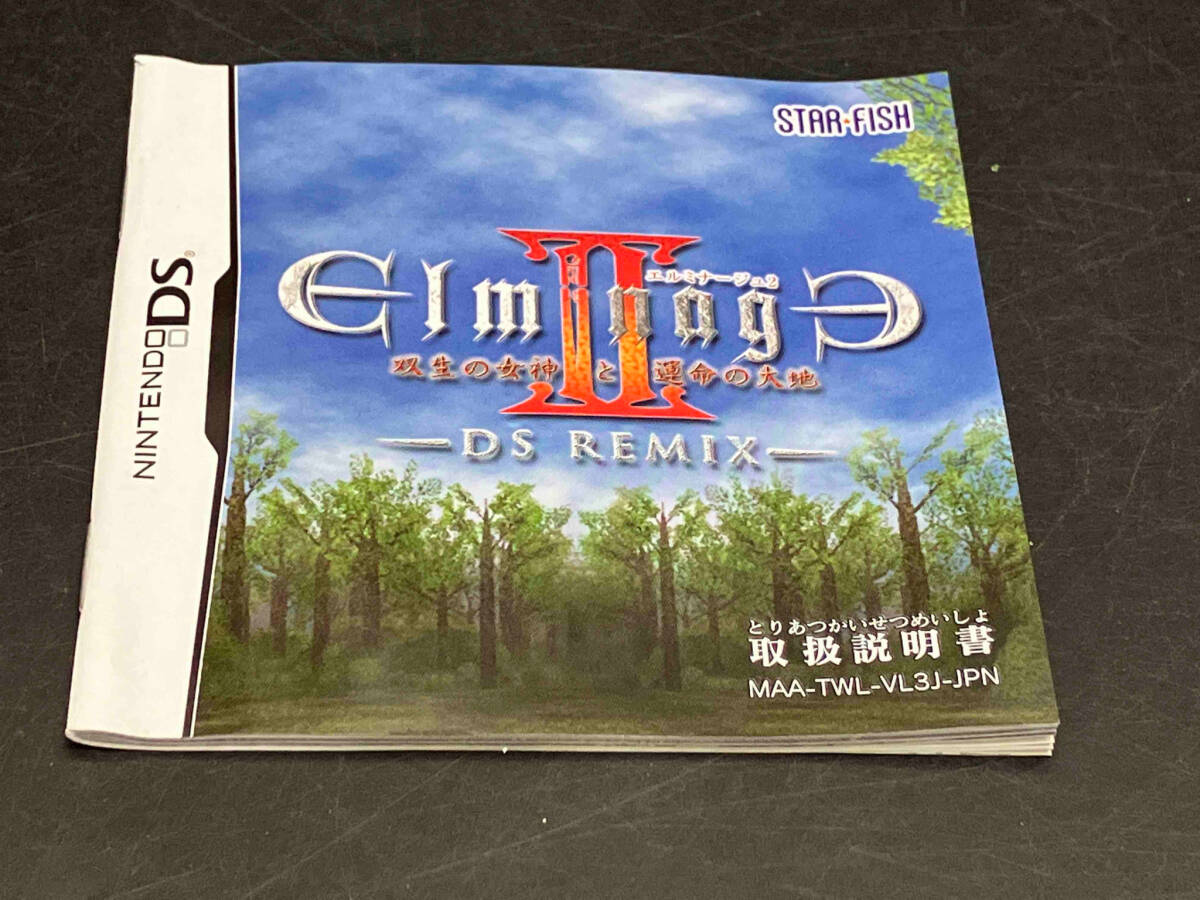 NINTENDO DS®
STAR·FISH
Elminage II
エルミナージュ2
双生の女神と運命の大地
DS REMIX
とりあつかいせつめいしょ
取扱説明書
MAA-TWL-VL3J-JPN